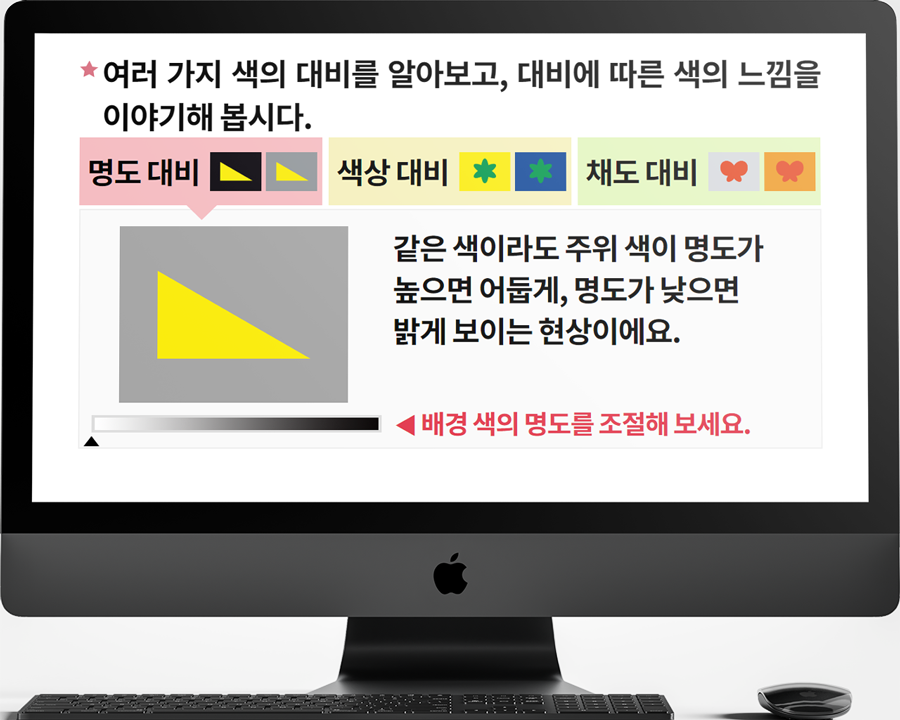 여러 가지 색의 대비를 알아보고, 대비에 따른 색의 느낌을
이야기해 봅시다.
명도 대비
색상 대비
채도 대비
같은 색이라도 주위 색이 명도가
높으면 어둡게, 명도가 낮으면
밝게 보이는 현상이에요.
◀ 배경 색의 명도를 조절해 보세요.